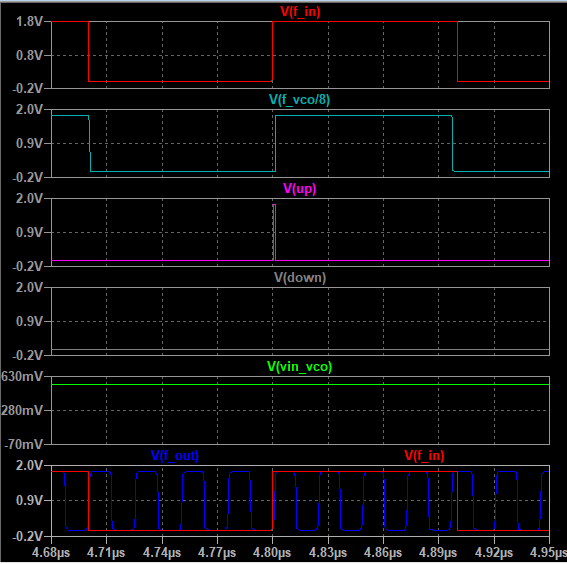 V(f_in)
1.8V
0.8V
-0.2V
V(f_vco/8)
2.0V
0.9V
-0.2V
V(up)
2.0V
0.9V
-0.2V
V(down)
2.0V
0.9V
-0.2V
V(vin_vco)
630mV
280mV
-70mV
V(f_out) V(f_in)
2.0V
0.9V
-0.2V
4.68µs 4.71µs 4.74µs 4.77µs 4.80µs 4.83µs 4.86µs 4.89µs 4.92µs 4.95µs